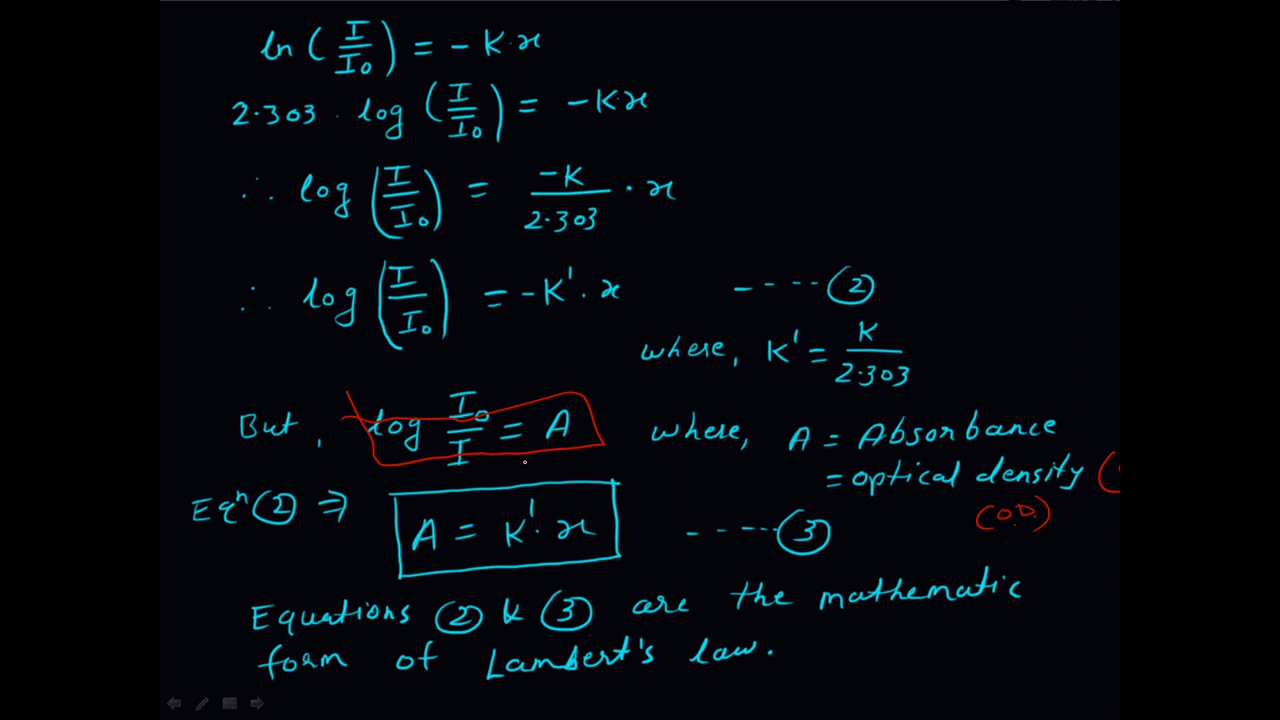 ln (I/I₀) = - K·x
2.303 · log (I/I₀) = - K·x
∴ log (I/I₀) = -K/2.303 · x
∴ log (I/I₀) = - K' · x ----- ②
where, K' = K/2.303
But, log I₀/I = A where, A = Absorbance
= optical density (
(O.D.)
Eqⁿ ② ⇒ A = K'· x ----- ③
Equations ② & ③ are the mathematic
form of Lambert's law.